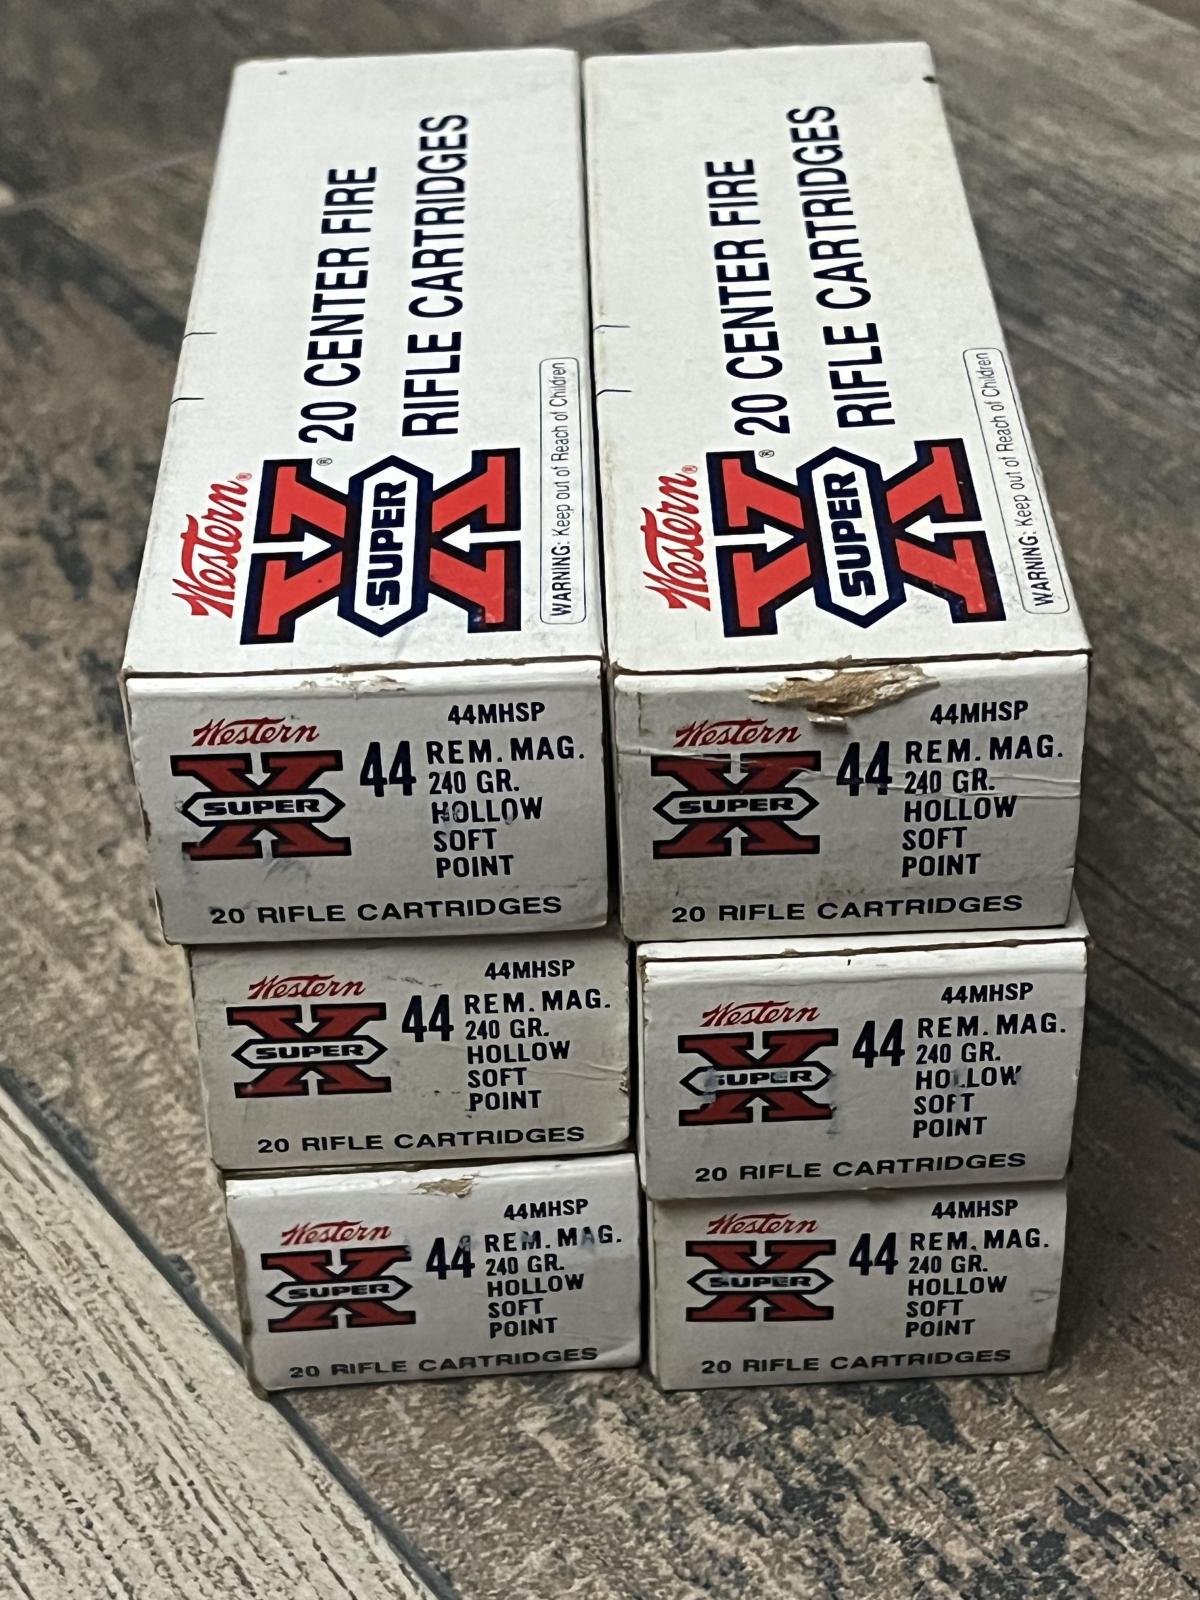 20 CENTER FIRE
RIFLE CARTRIDGES
Western®
SUPER X®
WARNING: Keep out of Reach of Children
20 CENTER FIRE
RIFLE CARTRIDGES
Western®
SUPER X®
WARNING: Keep out of Reach of Children
Western
SUPER X
44MHSP
44 REM. MAG.
240 GR.
HOLLOW
SOFT
POINT
20 RIFLE CARTRIDGES
Western
SUPER X
44MHSP
44 REM. MAG.
240 GR.
HOLLOW
SOFT
POINT
20 RIFLE CARTRIDGES
Western
SUPER X
44MHSP
44 REM. MAG.
240 GR.
HOLLOW
SOFT
POINT
20 RIFLE CARTRIDGES
Western
SUPER X
44MHSP
44 REM. MAG.
240 GR.
HOLLOW
SOFT
POINT
20 RIFLE CARTRIDGES
Western
SUPER X
44MHSP
44 REM. MAG.
240 GR.
HOLLOW
SOFT
POINT
20 RIFLE CARTRIDGES
Western
SUPER X
44MHSP
44 REM. MAG.
240 GR.
HOLLOW
SOFT
POINT
20 RIFLE CARTRIDGES